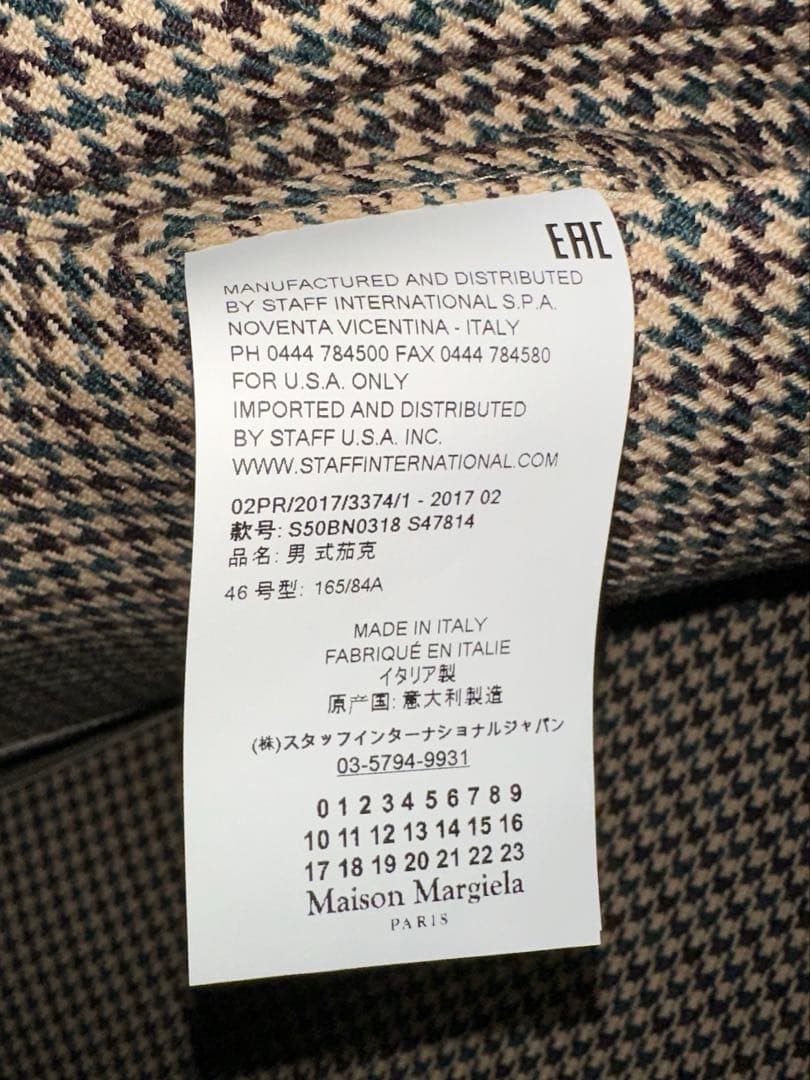 EAC
MANUFACTURED AND DISTRIBUTED
BY STAFF INTERNATIONAL S.P.A.
NOVENTA VICENTINA - ITALY
PH 0444 784500 FAX 0444 784580
FOR U.S.A. ONLY
IMPORTED AND DISTRIBUTED
BY STAFF U.S.A. INC.
WWW.STAFFINTERNATIONAL.COM
02PR/2017/3374/1 - 2017 02
款号: S50BN0318 S47814
品名: 男 式茄克
46 号型: 165/84A
MADE IN ITALY
FABRIQUÉ EN ITALIE
イタリア製
原产国: 意大利製造
(株)スタッフインターナショナルジャパン
03-5794-9931
0 1 2 3 4 5 6 7 8 9
10 11 12 13 14 15 16
17 18 19 20 21 22 23
Maison Margiela
PARIS